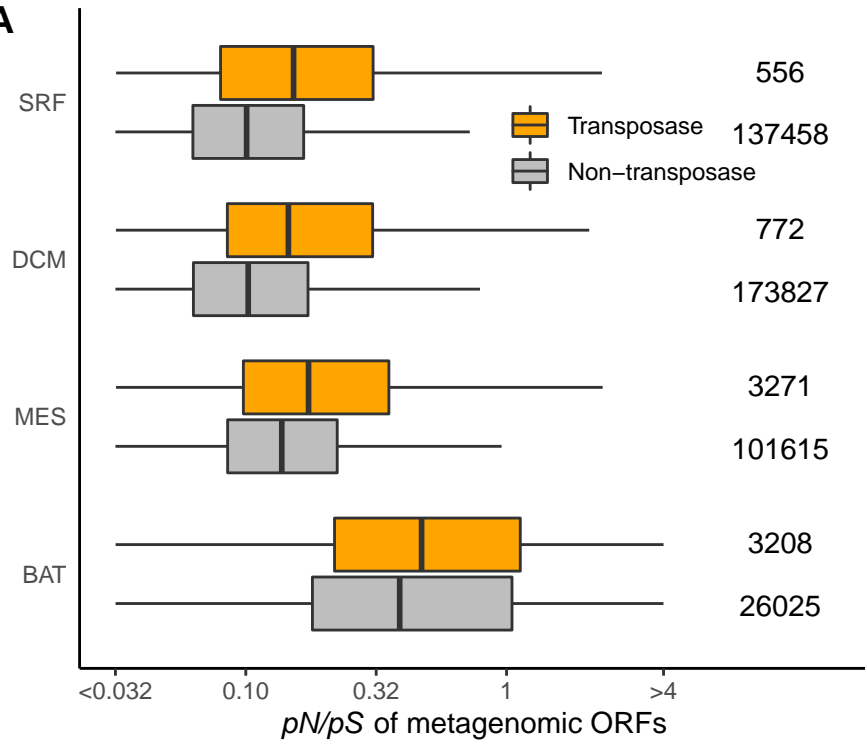 A
SRF
556
137458
Transposase
Non−transposase
DCM
772
173827
MES
3271
101615
BAT
3208
26025
<0.032 0.10 0.32 1 >4
pN/pS of metagenomic ORFs